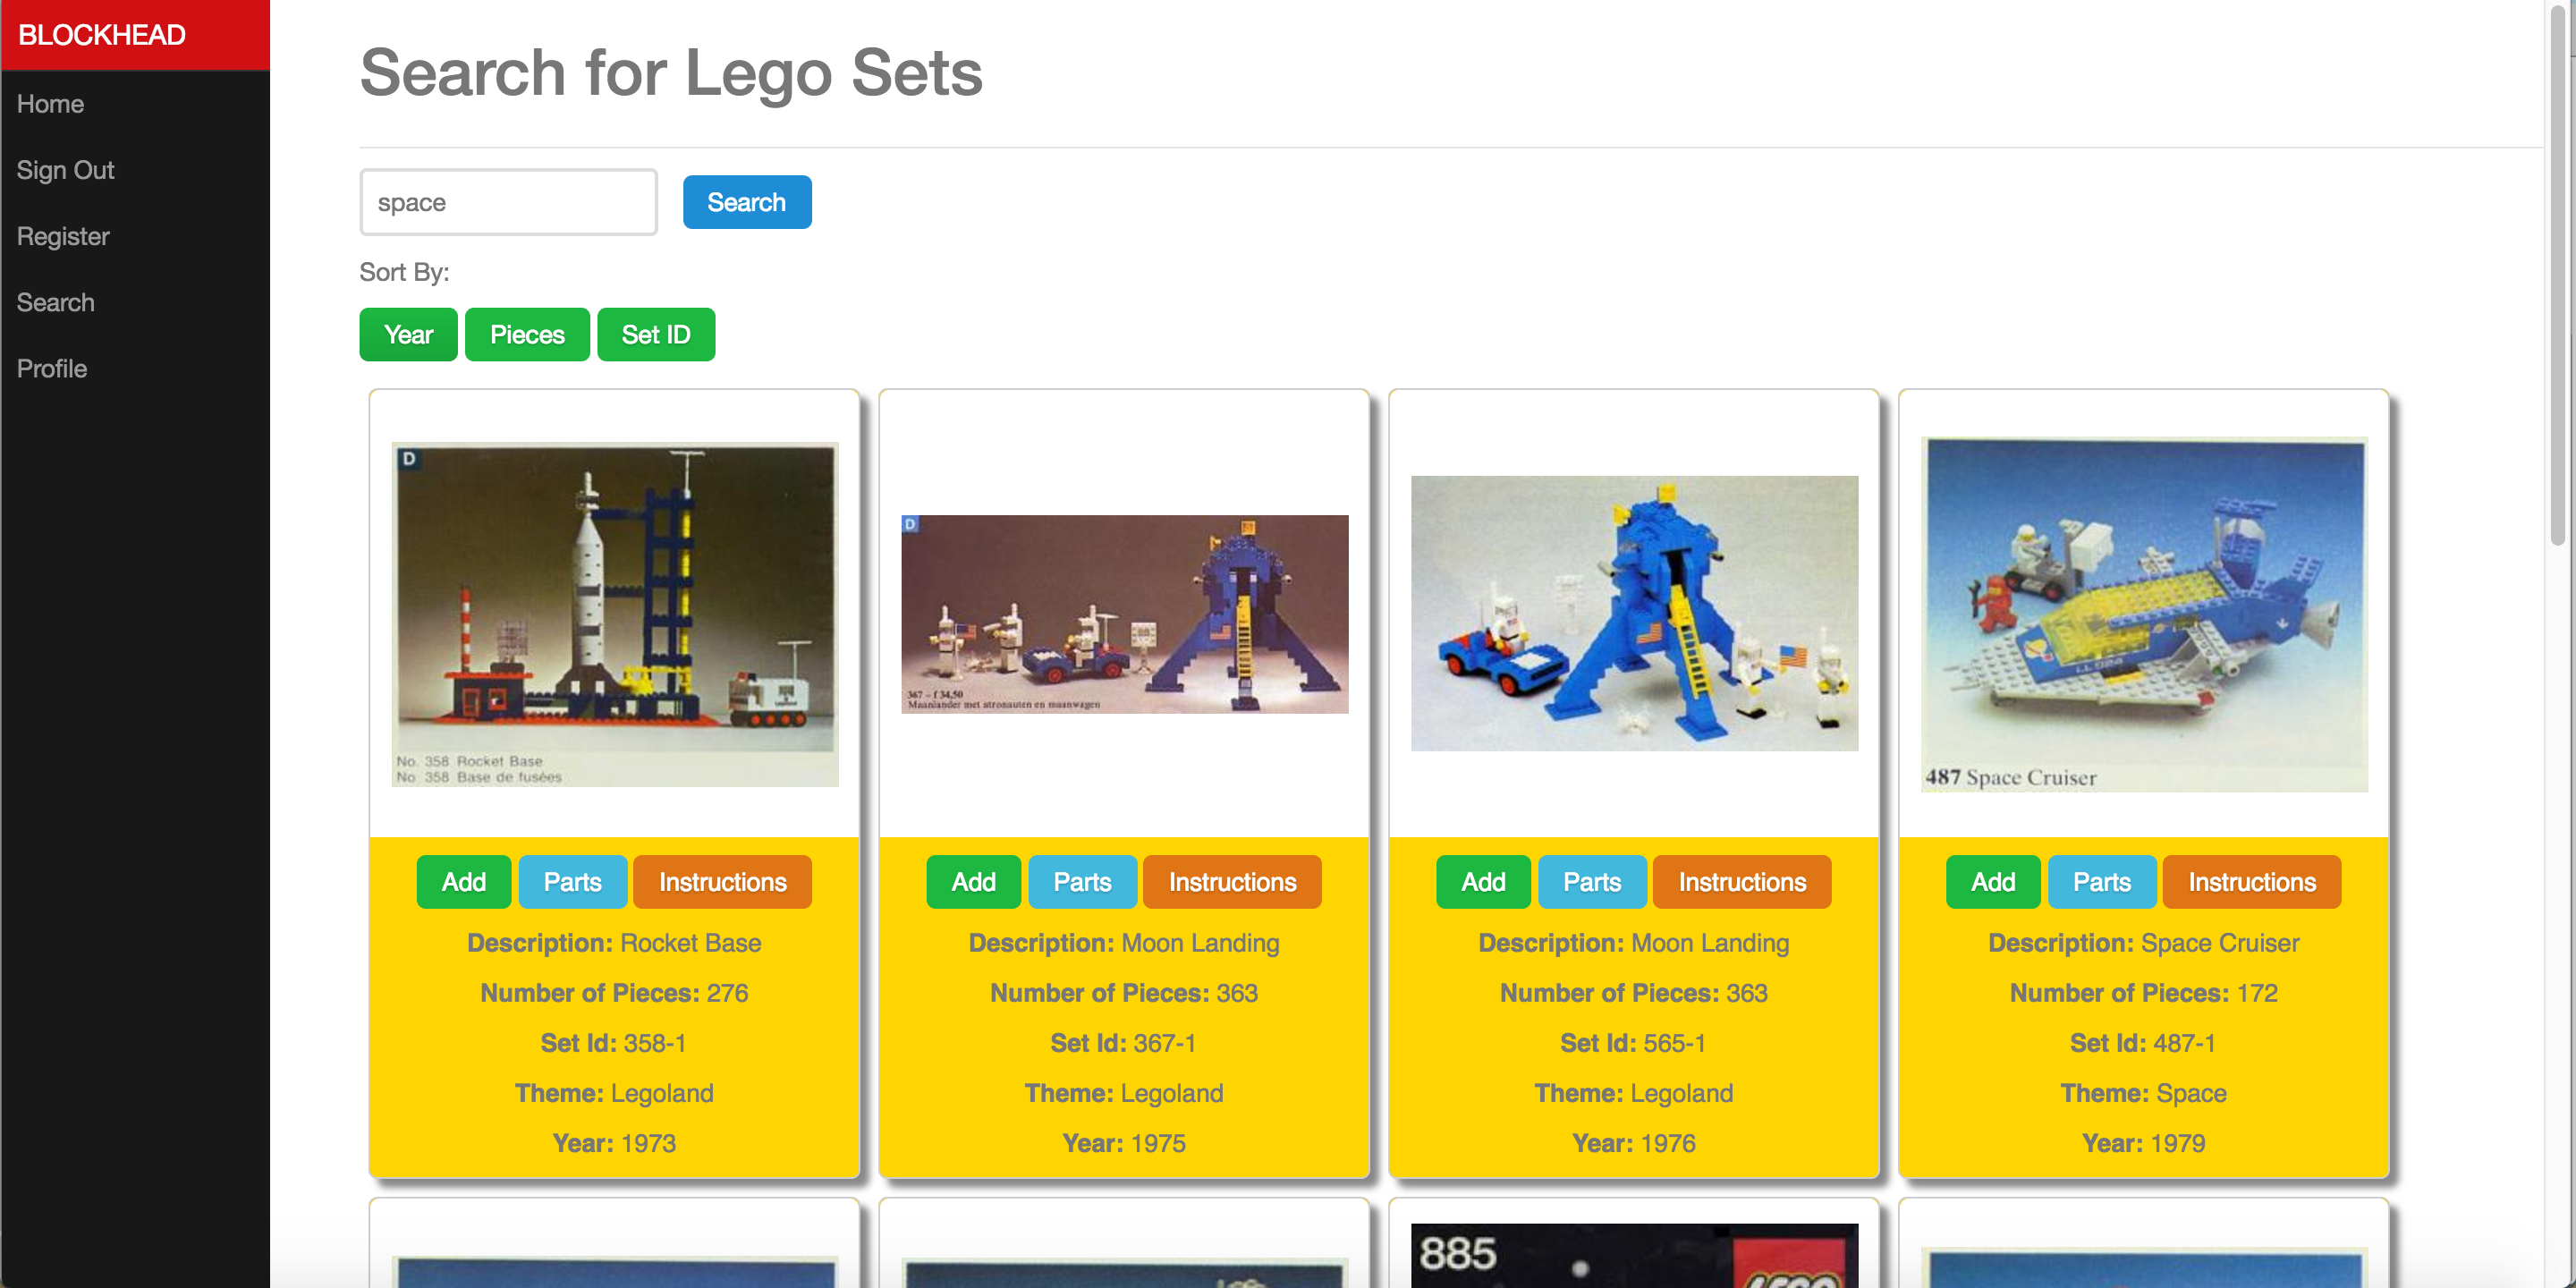 BLOCKHEAD
Home
Sign Out
Register
Search
Profile
Search for Lego Sets
space
Search
Sort By:
Year Pieces Set ID
D
No. 358 Rocket Base
No. 358 Base de fusées
Add Parts Instructions
Description: Rocket Base
Number of Pieces: 276
Set Id: 358-1
Theme: Legoland
Year: 1973
D
367 - f 34,50
Maanlander met astronauten en maanwagen
Add Parts Instructions
Description: Moon Landing
Number of Pieces: 363
Set Id: 367-1
Theme: Legoland
Year: 1975
Add Parts Instructions
Description: Moon Landing
Number of Pieces: 363
Set Id: 565-1
Theme: Legoland
Year: 1976
LL924
487 Space Cruiser
Add Parts Instructions
Description: Space Cruiser
Number of Pieces: 172
Set Id: 487-1
Theme: Space
Year: 1979
885
LEGO